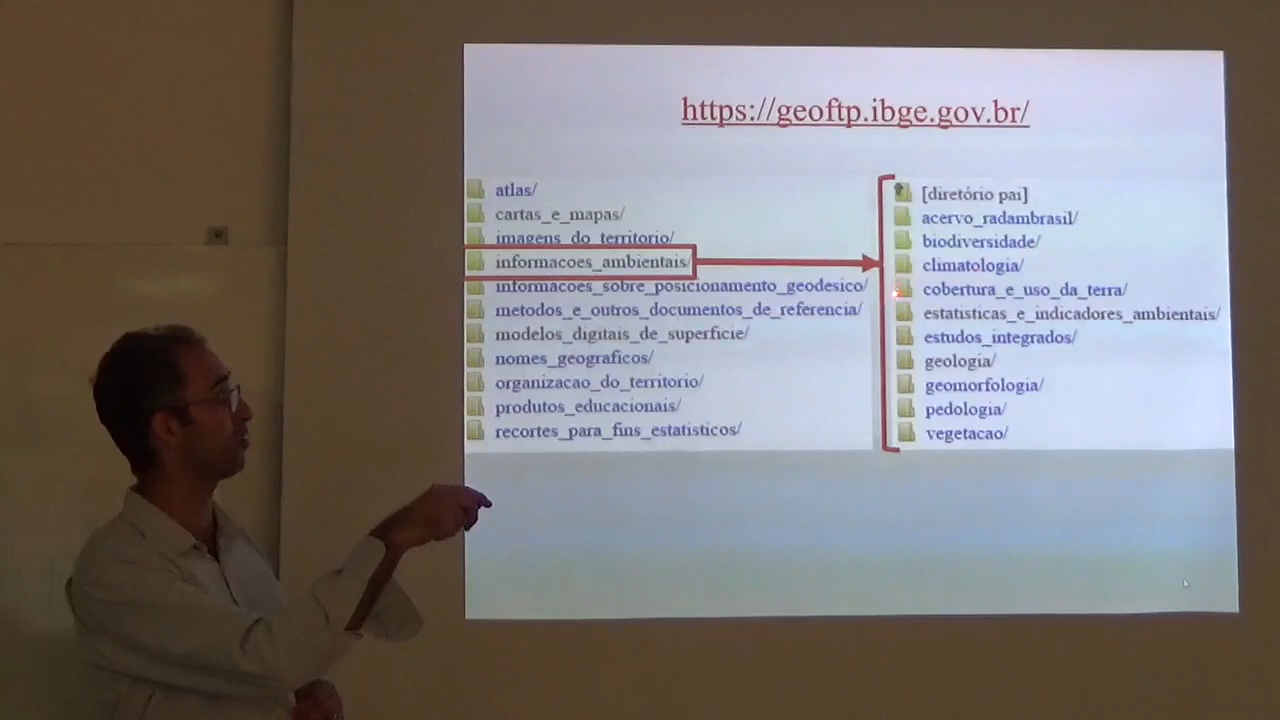 https://geoftp.ibge.gov.br/
atlas/
cartas_e_mapas/
imagens_do_territorio/
informacoes_ambientais/
informacoes_sobre_posicionamento_geodesico/
metodos_e_outros_documentos_de_referencia/
modelos_digitais_de_superficie/
nomes_geograficos/
organizacao_do_territorio/
produtos_educacionais/
recortes_para_fins_estatisticos/
[diretório pai]
acervo_radambrasil/
biodiversidade/
climatologia/
cobertura_e_uso_da_terra/
estatisticas_e_indicadores_ambientais/
estudos_integrados/
geologia/
geomorfologia/
pedologia/
vegetacao/